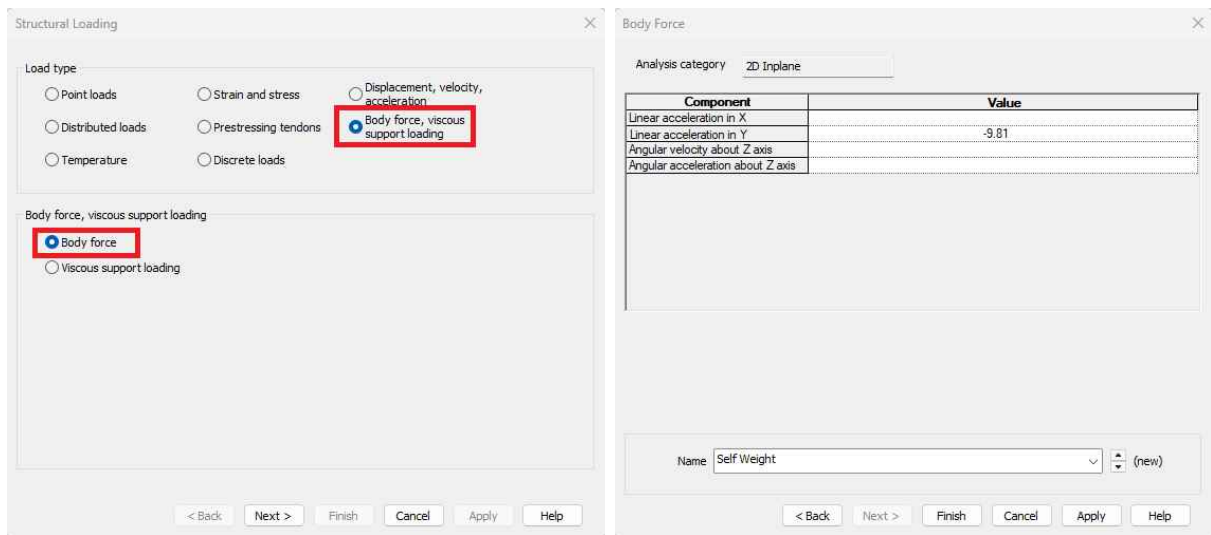 Structural Loading
Load type
Point loads
Strain and stress
Displacement, velocity,
acceleration
Distributed loads
Prestressing tendons
Body force, viscous
support loading
Temperature
Discrete loads
Body force, viscous support loading
Body force
Viscous support loading
< Back Next > Finish Cancel Apply Help
Body Force
Analysis category 2D Inplane
Component Value
Linear acceleration in X
Linear acceleration in Y -9.81
Angular velocity about Z axis
Angular acceleration about Z axis
Name Self Weight (new)
< Back Next > Finish Cancel Apply Help